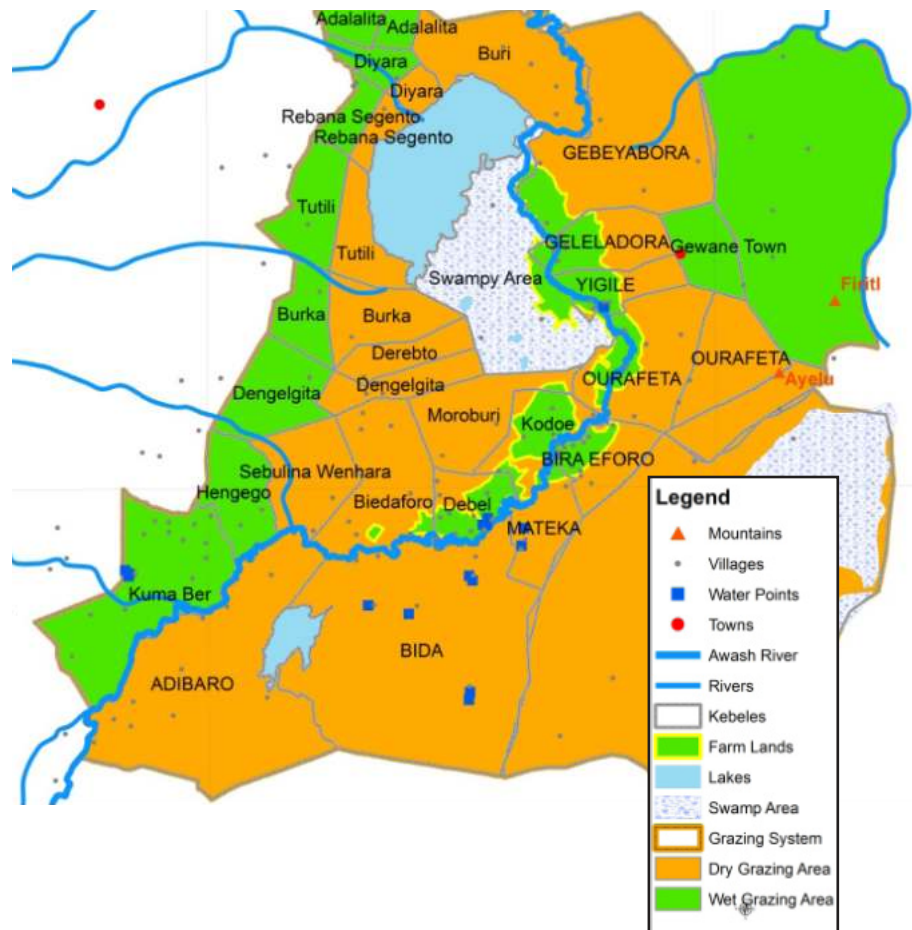 Adalalita
Adalalita
Buri
Diyara
Diyara
Rebana Segento
Rebana Segento
GEBEYABORA
Tutili
Tutili
GELELADORA
Gewane Town
Swampy Area
YIGILE
Firitl
Burka
Burka
Derebto
OURAFETA
Dengelgita
Dengelgita
OURAFETA
Ayelu
Moroburj
Kodoe
BIRA EFORO
Sebulina Wenhara
Hengego
Biedaforo
Debel
MATEKA
Kuma Ber
BIDA
ADIBARO
Legend
Mountains
Villages
Water Points
Towns
Awash River
Rivers
Kebeles
Farm Lands
Lakes
Swamp Area
Grazing System
Dry Grazing Area
Wet Grazing Area